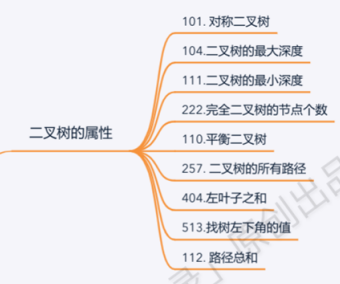 101. 对称二叉树
104.二叉树的最大深度
111.二叉树的最小深度
222.完全二叉树的节点个数
二叉树的属性
110.平衡二叉树
257. 二叉树的所有路径
404.左叶子之和
513.找树左下角的值
112. 路径总和
原创出品